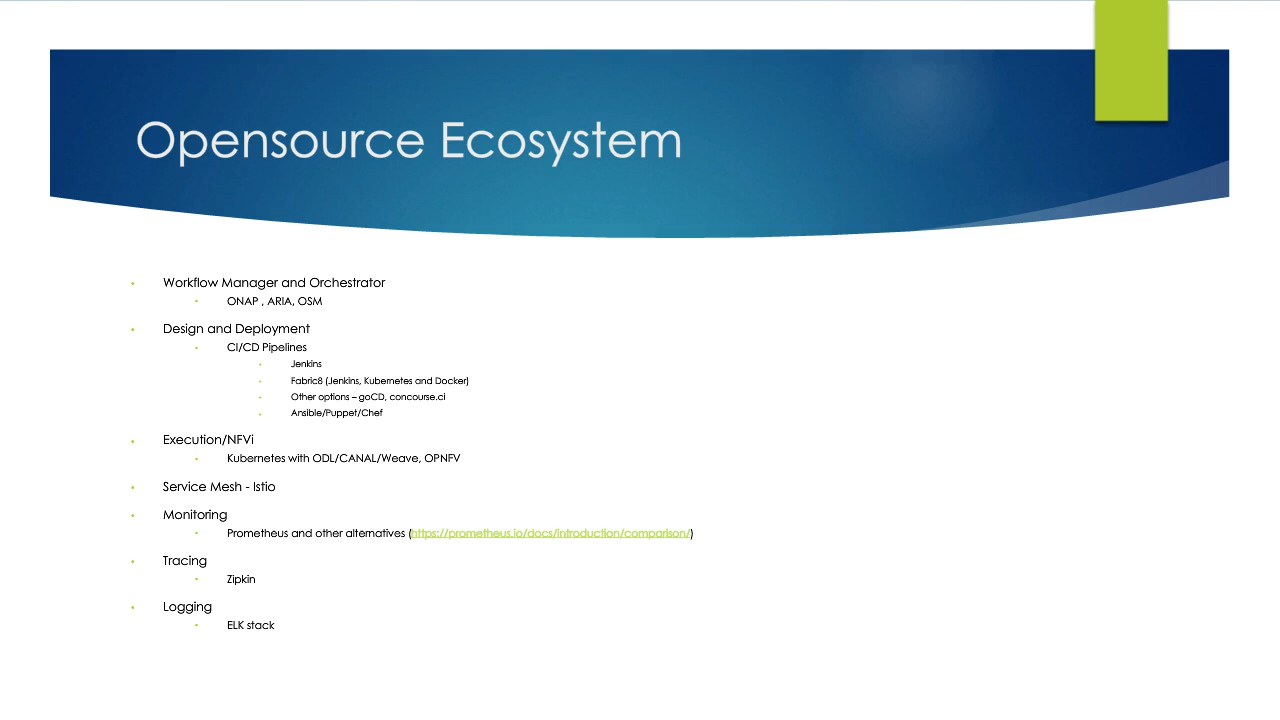 Opensource Ecosystem
• Workflow Manager and Orchestrator
• ONAP , ARIA, OSM
• Design and Deployment
• CI/CD Pipelines
• Jenkins
• Fabric8 (Jenkins, Kubernetes and Docker)
• Other options – goCD, concourse.ci
• Ansible/Puppet/Chef
• Execution/NFVi
• Kubernetes with ODL/CANAL/Weave, OPNFV
• Service Mesh - Istio
• Monitoring
• Prometheus and other alternatives (https://prometheus.io/docs/introduction/comparison/)
• Tracing
• Zipkin
• Logging
• ELK stack